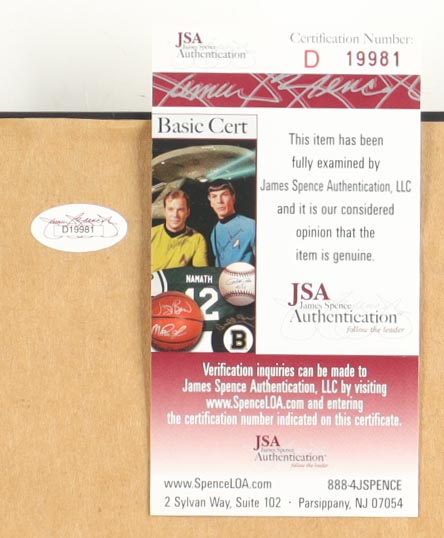 JSA
James Spence
Authentication
Certification Number:
D 19981
James Spence
Basic Cert
NAMATH
12
B
This item has been
fully examined by
James Spence Authentication, LLC
and it is our considered
opinion that the
item is genuine.
JSA
James Spence
Authentication
follow the leader
D19981
Verification inquiries can be made to
James Spence Authentication, LLC by visiting
www.SpenceLOA.com and entering
the certification number indicated on this certificate.
JSA
James Spence
Authentication
follow the leader
www.SpenceLOA.com 888-4JSPENCE
2 Sylvan Way, Suite 102 · Parsippany, NJ 07054